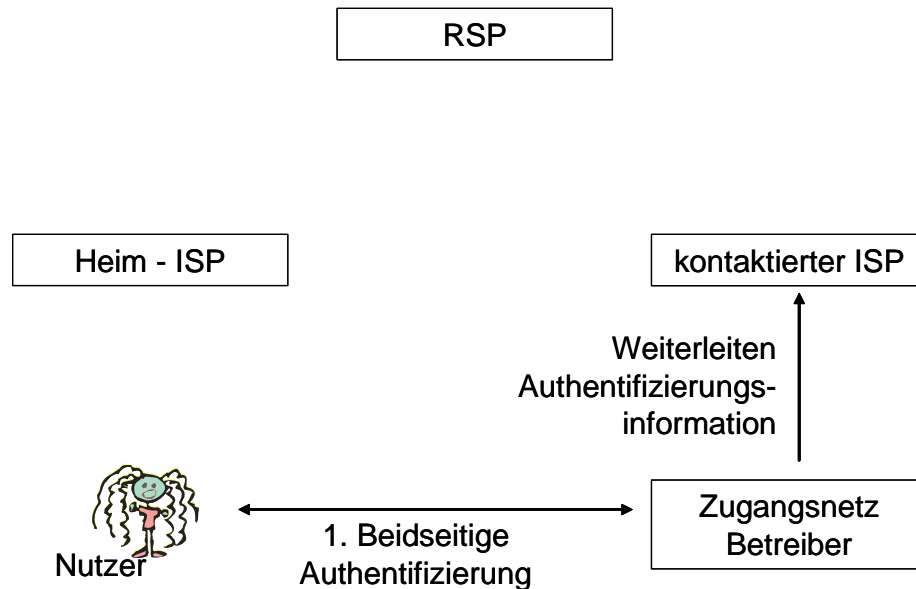 RSP
Heim - ISP
kontaktierter ISP
Weiterleiten
Authentifizierungs-
information
Zugangsnetz
Betreiber
1. Beidseitige
Authentifizierung
Nutzer